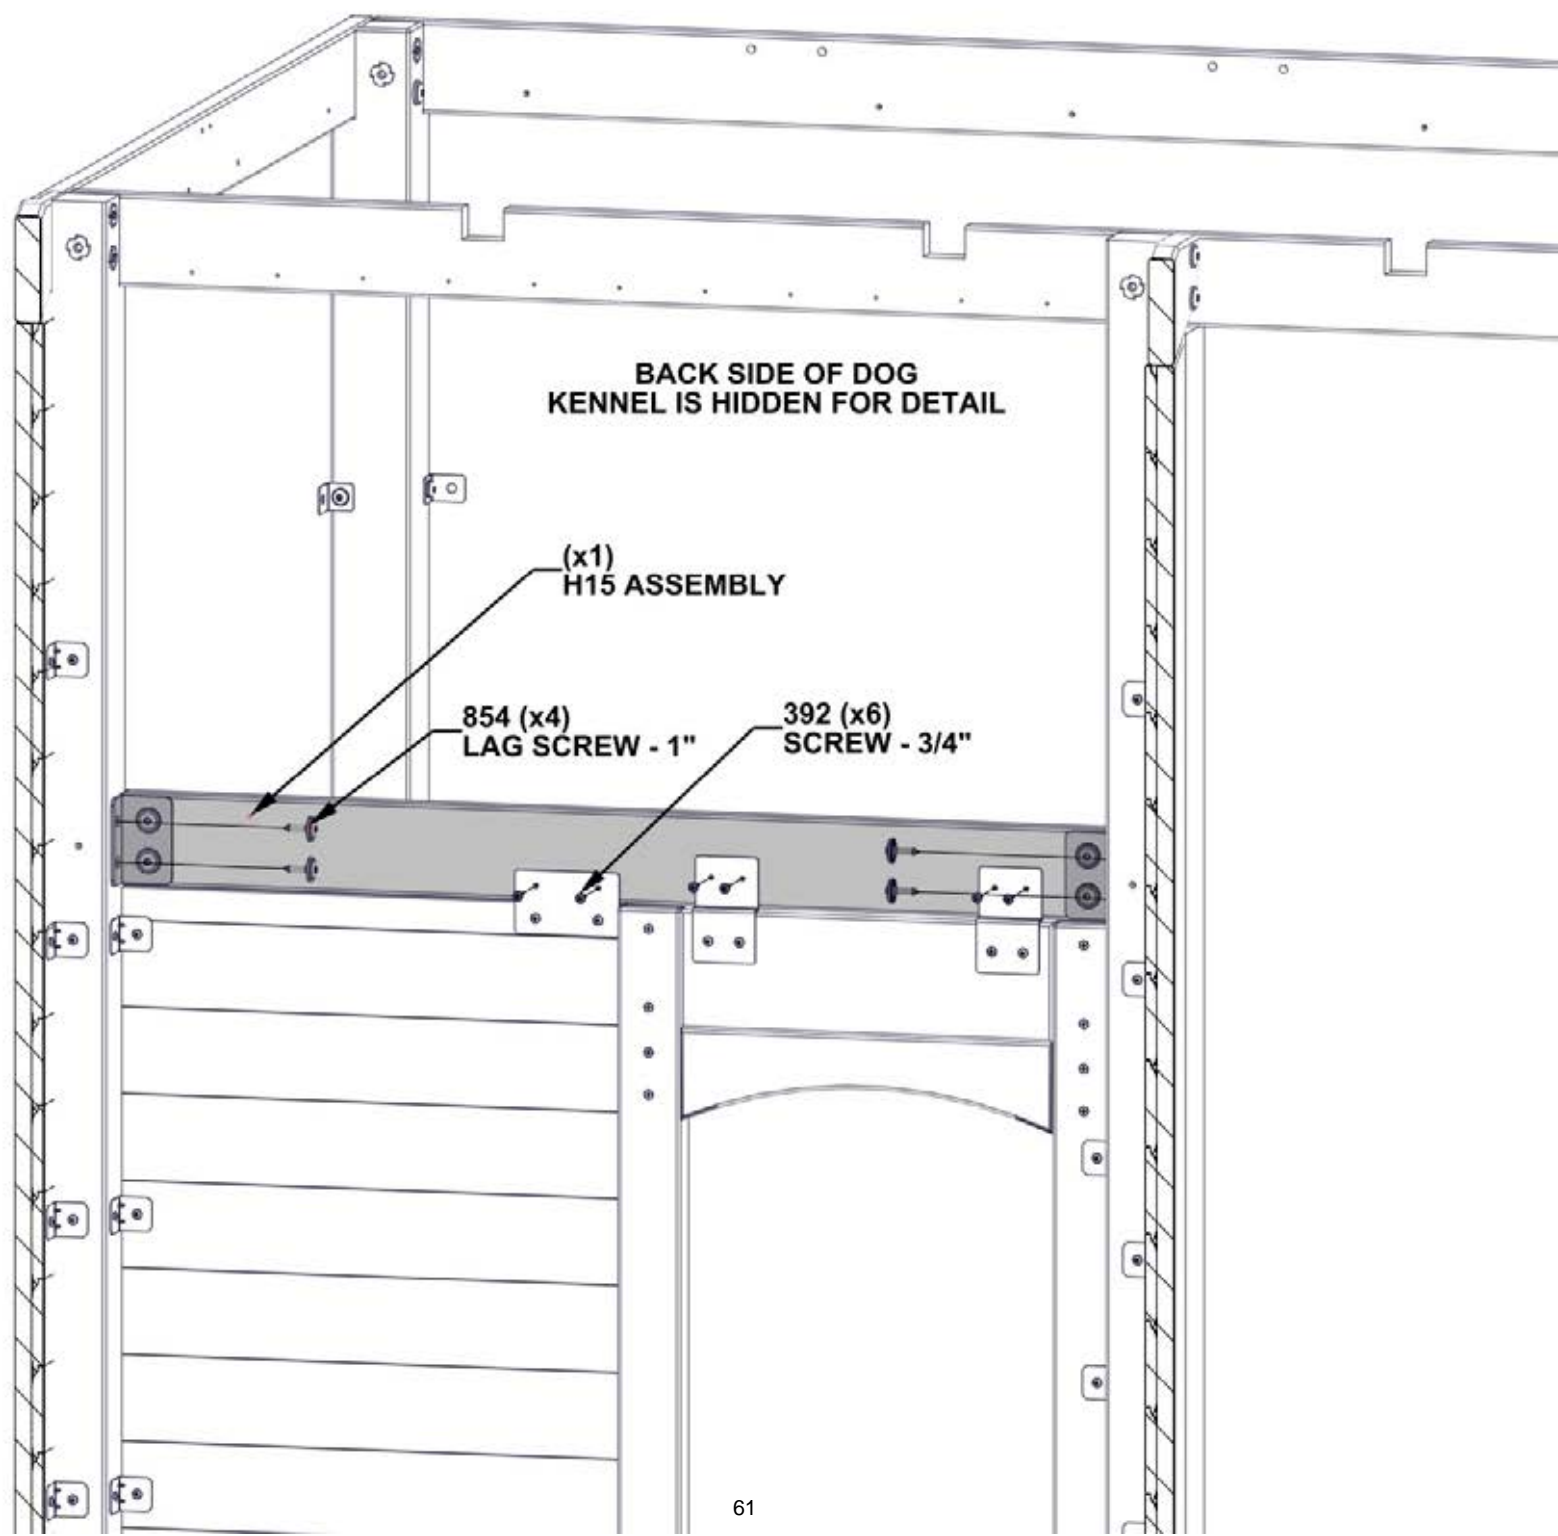 BACK SIDE OF DOG
KENNEL IS HIDDEN FOR DETAIL
(x1)
H15 ASSEMBLY
854 (x4)
LAG SCREW - 1"
392 (x6)
SCREW - 3/4"
61